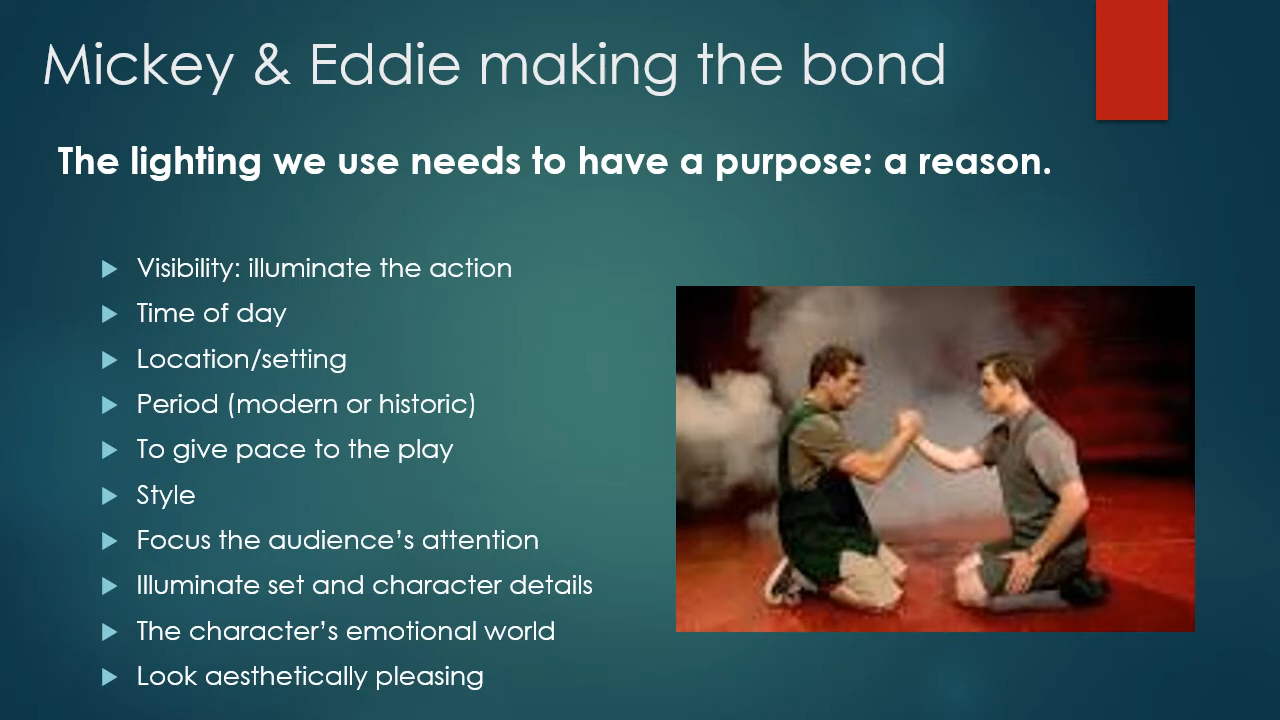 Mickey & Eddie making the bond
The lighting we use needs to have a purpose: a reason.
Visibility: illuminate the action
Time of day
Location/setting
Period (modern or historic)
To give pace to the play
Style
Focus the audience’s attention
Illuminate set and character details
The character’s emotional world
Look aesthetically pleasing